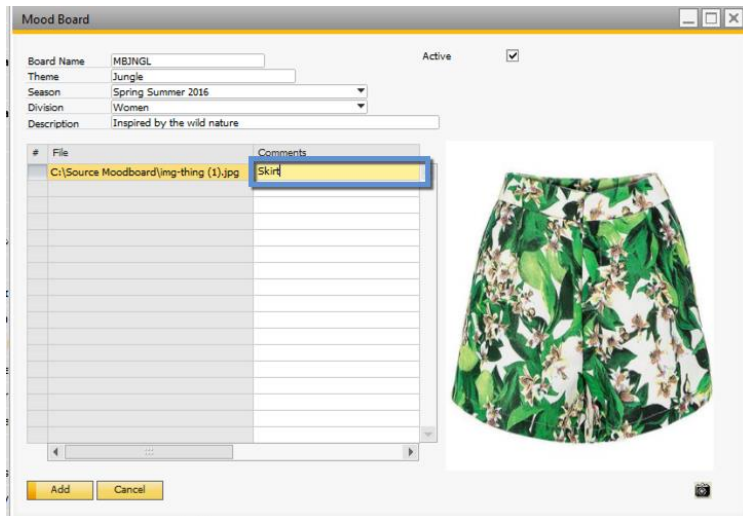 Mood Board
Board Name MBJNGL Active
Theme Jungle
Season Spring Summer 2016
Division Women
Description Inspired by the wild nature
# File Comments
C:\Source Moodboard\img-thing (1).jpg Skirt
Add Cancel